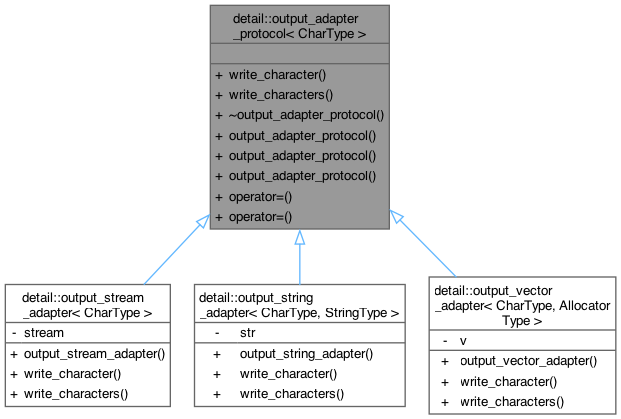 detail::output_adapter
_protocol< CharType >
+ write_character()
+ write_characters()
+ ~output_adapter_protocol()
+ output_adapter_protocol()
+ output_adapter_protocol()
+ output_adapter_protocol()
+ operator=()
+ operator=()
detail::output_stream
_adapter< CharType >
- stream
+ output_stream_adapter()
+ write_character()
+ write_characters()
detail::output_string
_adapter< CharType, StringType >
- str
+ output_string_adapter()
+ write_character()
+ write_characters()
detail::output_vector
_adapter< CharType, Allocator
Type >
- v
+ output_vector_adapter()
+ write_character()
+ write_characters()